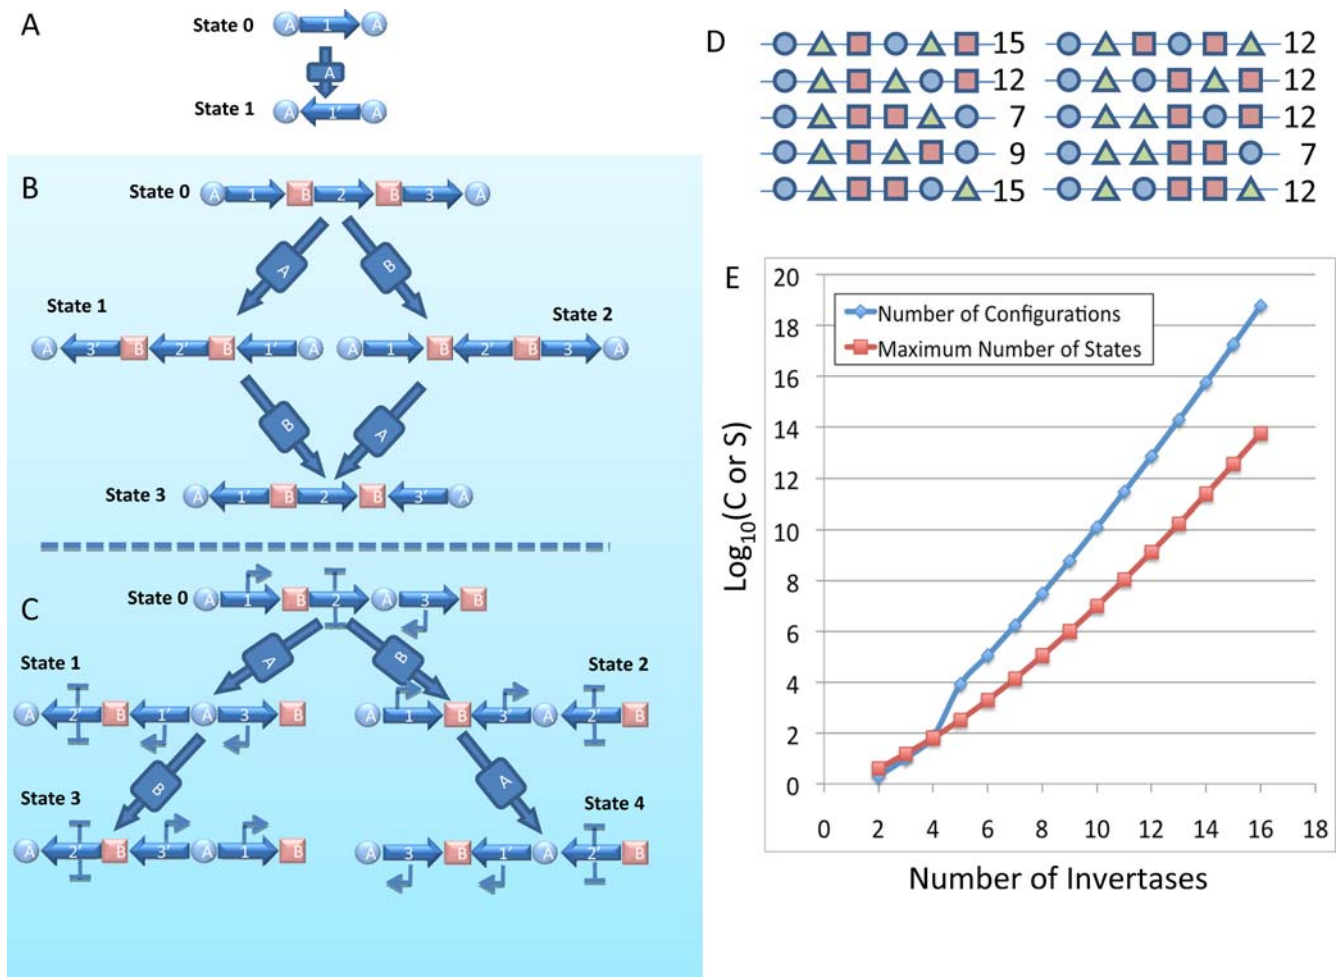 A
State 0
A 1 A
A
State 1
A 1' A
B
State 0
A 1 B 2 B 3 A
A B
State 1
State 2
A 3' B 2' B 1' A
A 1 B 2' B 3 A
B A
State 3
A 1' B 2 B 3' A
C
State 0
A 1 B 2 A 3 B
A B
State 1
State 2
A 2' B 1' A 3 B
A 1 B 3' A 2' B
B A
State 3
State 4
A 2' B 3' A 1 B
A 3 B 1' A 2' B
D
15 12
12 12
7 12
9 7
15 12
E
Number of Configurations
Maximum Number of States
Log10(C or S)
20
18
16
14
12
10
8
6
4
2
0
0 2 4 6 8 10 12 14 16 18
Number of Invertases